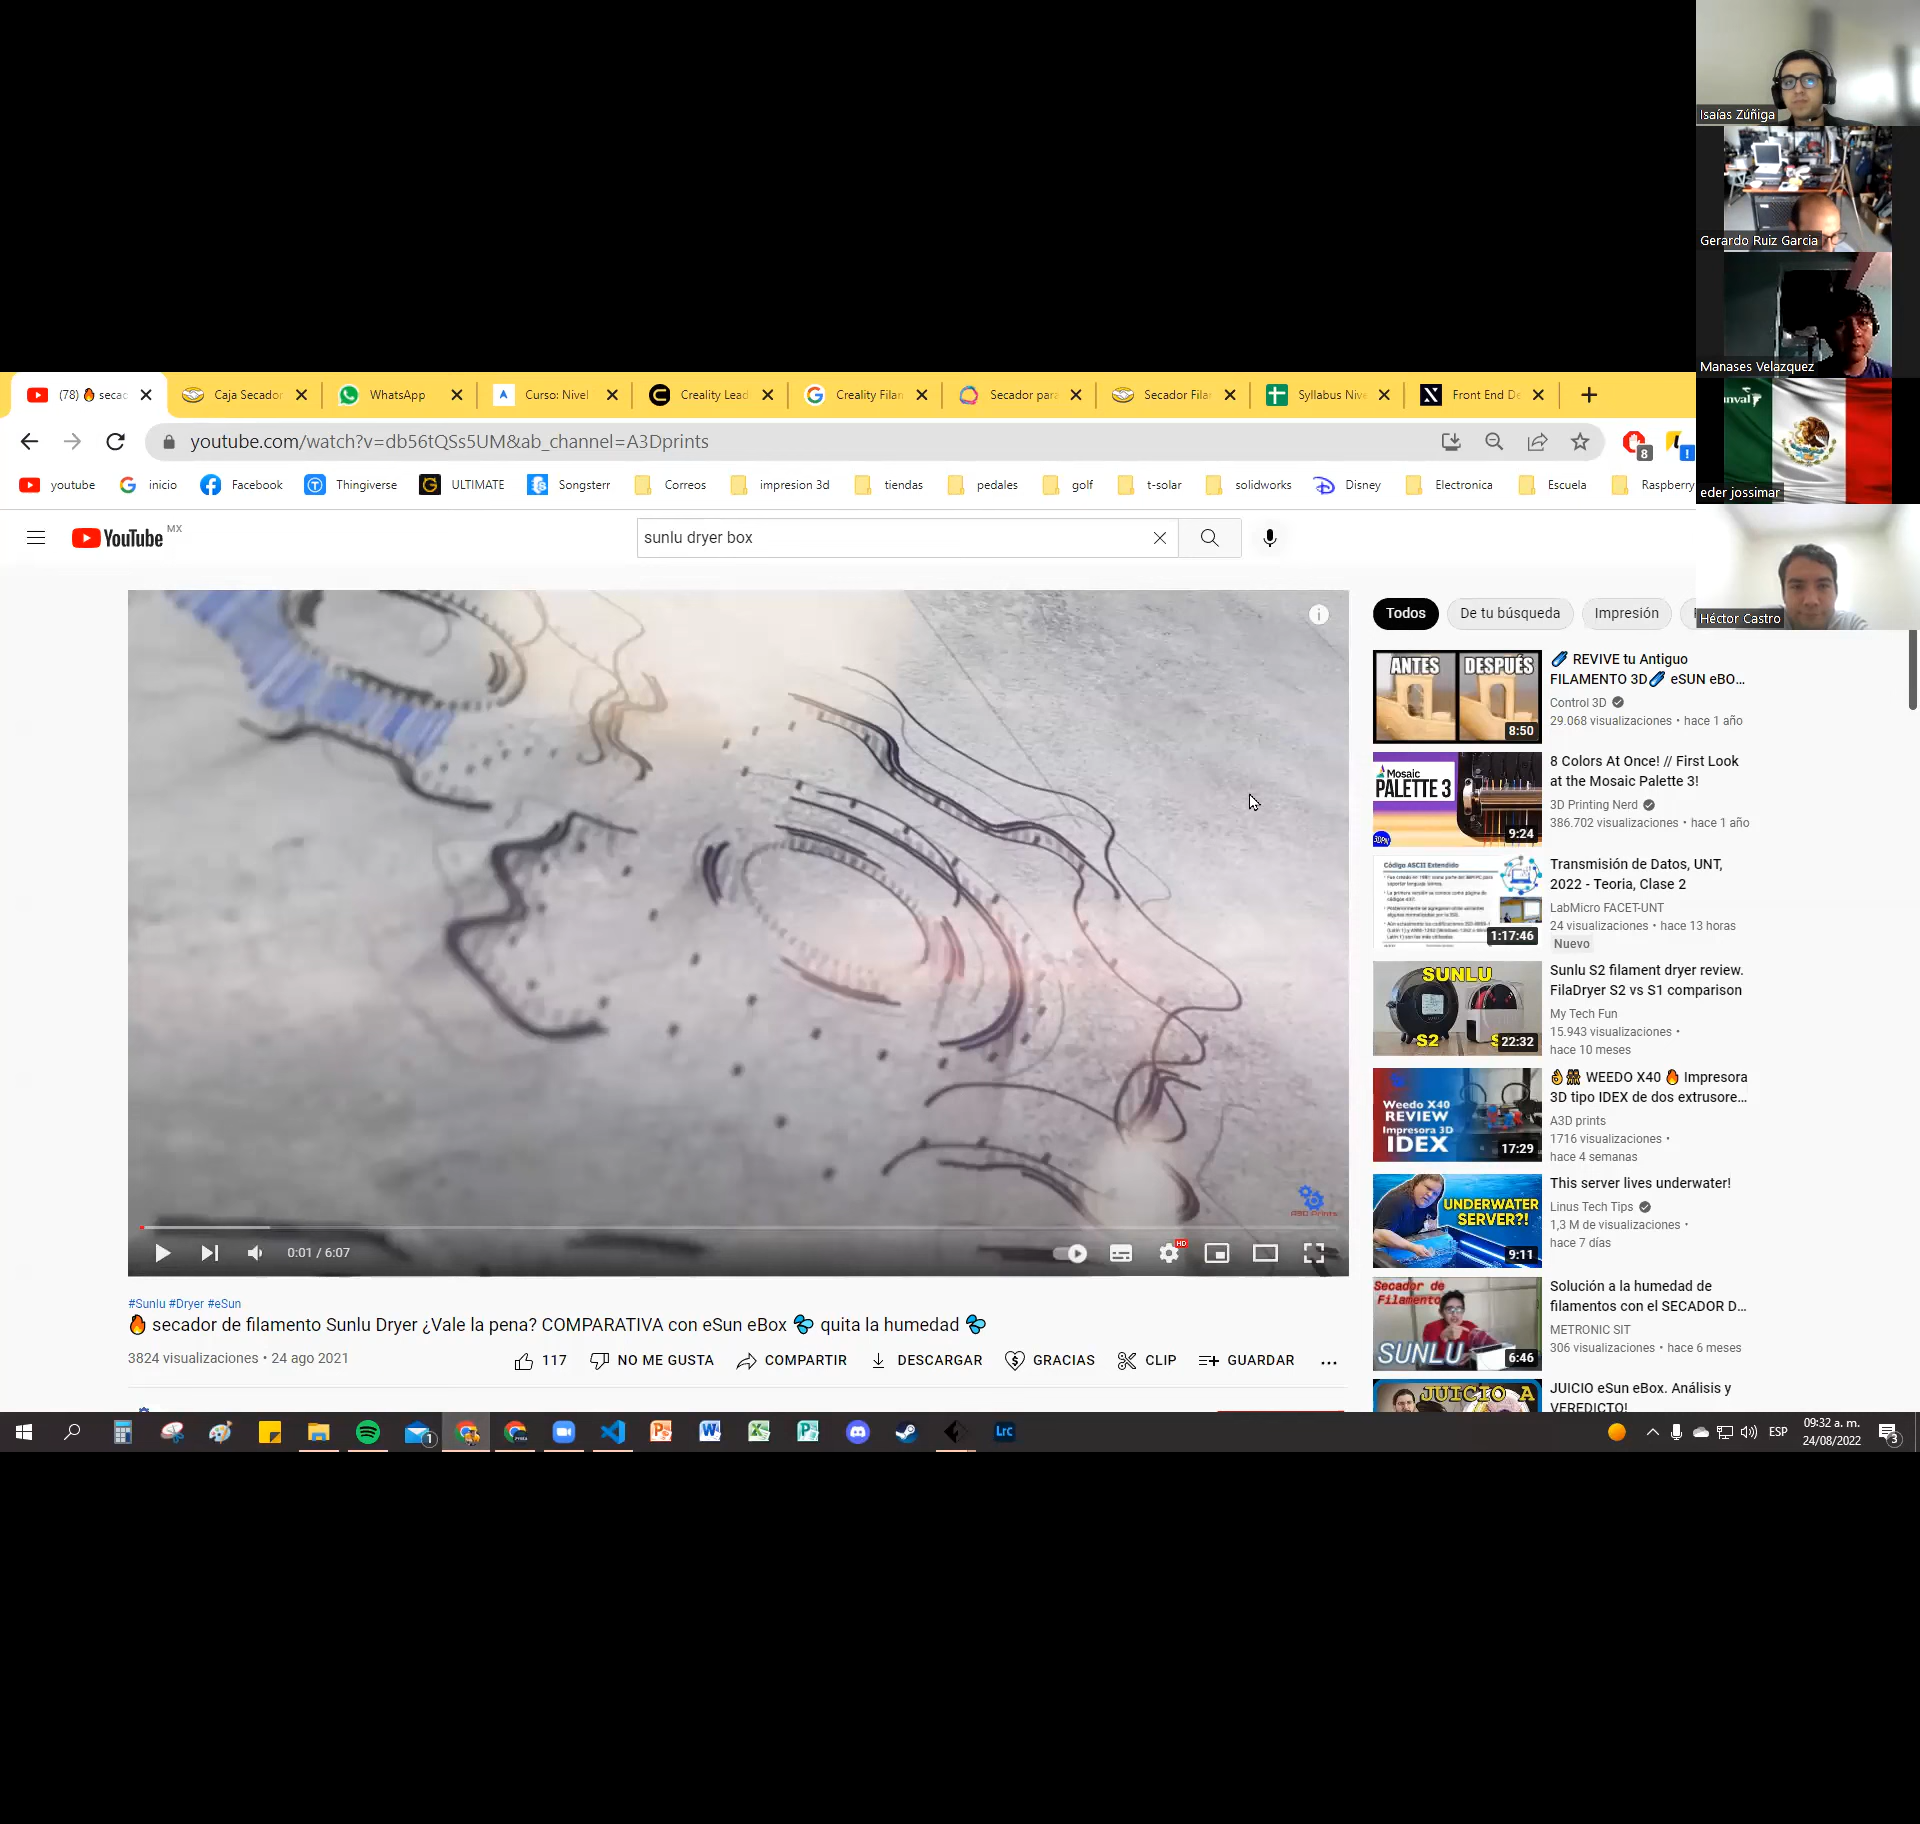 Isaías Zúñiga
Gerardo Ruiz Garcia
Manases Velazquez
eder jossimar
Héctor Castro
(78) 🔥 secad
Caja Secador
WhatsApp
Curso: Nivel
Creality Lead
Creality Filan
Secador para
Secador Filar
Syllabus Nive
Front End De
youtube.com/watch?v=db56tQSs5UM&ab_channel=A3Dprints
8
youtube
inicio
Facebook
Thingiverse
ULTIMATE
Songsterr
Correos
impresion 3d
tiendas
pedales
golf
t-solar
solidworks
Disney
Electronica
Escuela
Raspberry
YouTube MX
sunlu dryer box
Todos
De tu búsqueda
Impresión
ANTES
DESPUÉS
8:50
🧪 REVIVE tu Antiguo
FILAMENTO 3D🧪 eSUN eBO...
Control 3D
29.068 visualizaciones • hace 1 año
Mosaic
PALETTE 3
9:24
8 Colors At Once! // First Look
at the Mosaic Palette 3!
3D Printing Nerd
386.702 visualizaciones • hace 1 año
Código ASCII Extendido
1:17:46
Transmisión de Datos, UNT,
2022 - Teoria, Clase 2
LabMicro FACET-UNT
24 visualizaciones • hace 13 horas
Nuevo
SUNLU
S2
22:32
Sunlu S2 filament dryer review.
FilaDryer S2 vs S1 comparison
My Tech Fun
15.943 visualizaciones •
hace 10 meses
Weedo X40
REVIEW
Impresora 3D
IDEX
17:29
WEEDO X40 🔥 Impresora
3D tipo IDEX de dos extrusore...
A3D prints
1716 visualizaciones •
hace 4 semanas
UNDERWATER
SERVER?!
9:11
This server lives underwater!
Linus Tech Tips
1,3 M de visualizaciones •
hace 7 días
Secador de
Filamento
SUNLU
6:46
Solución a la humedad de
filamentos con el SECADOR D...
METRONIC SIT
306 visualizaciones • hace 6 meses
JUICIO A
JUICIO eSun eBox. Análisis y
VEREDICTO!
A3D Prints
0:01 / 6:07
HD
#Sunlu #Dryer #eSun
🔥 secador de filamento Sunlu Dryer ¿Vale la pena? COMPARATIVA con eSun eBox 💦 quita la humedad 💦
3824 visualizaciones • 24 ago 2021
117
NO ME GUSTA
COMPARTIR
DESCARGAR
GRACIAS
CLIP
GUARDAR
...
1
Lrc
ESP
09:32 a. m.
24/08/2022
3